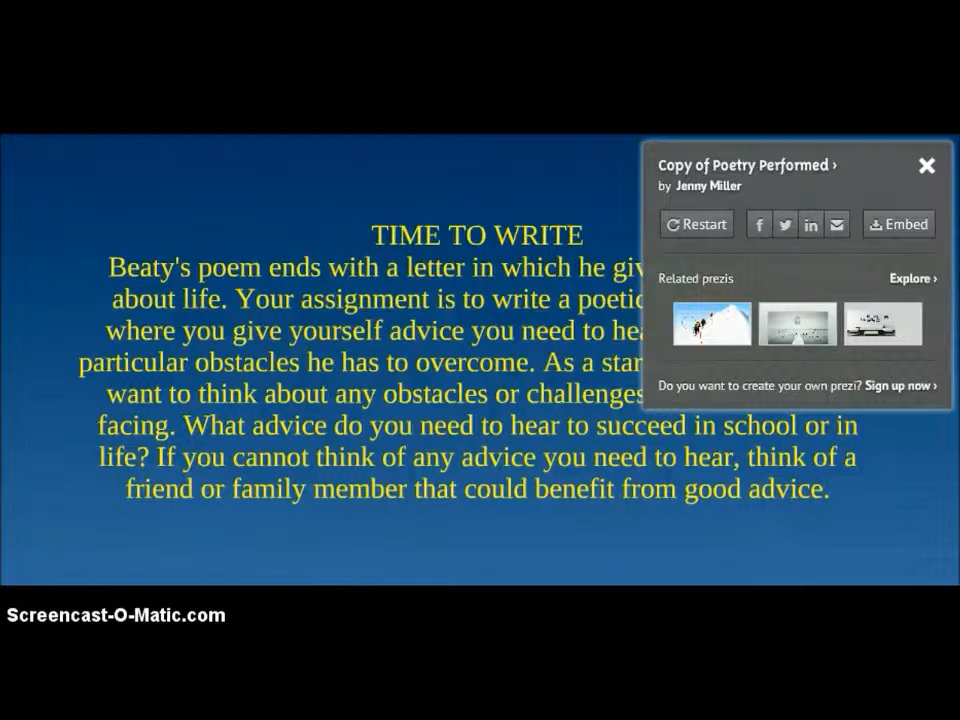 TIME TO WRITE
Beaty's poem ends with a letter in which he
about life. Your assignment is to write a
where you give yourself advice you need to
particular obstacles he has to overcome. As a
want to think about any obstacles or challenges
facing. What advice do you need to hear to succeed in school or in
life? If you cannot think of any advice you need to hear, think of a
friend or family member that could benefit from good advice.
Copy of Poetry Performed ›
by Jenny Miller
Restart
f
in
Embed
Related prezis
Explore ›
Do you want to create your own prezi? Sign up now ›
Screencast-O-Matic.com